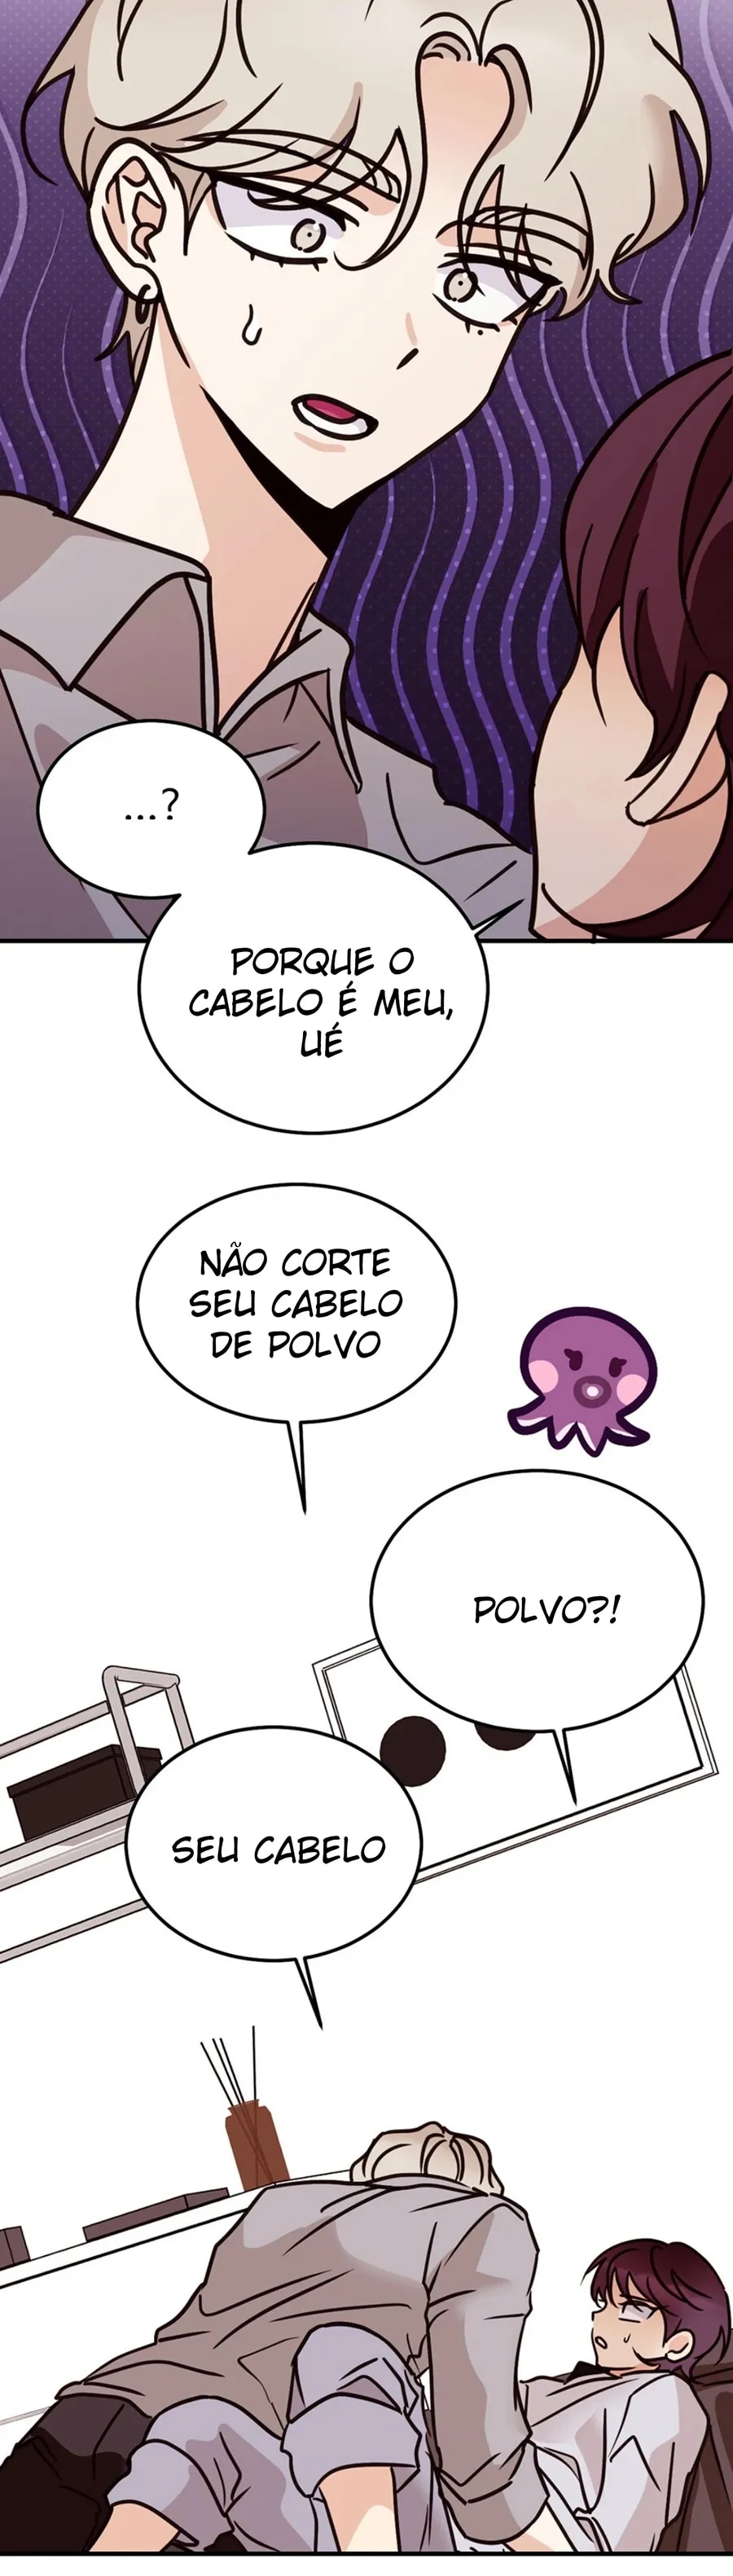 ...?
PORQUE O
CABELO É MEU,
UÉ
NÃO CORTE
SEU CABELO
DE POLVO
POLVO?!
SEU CABELO